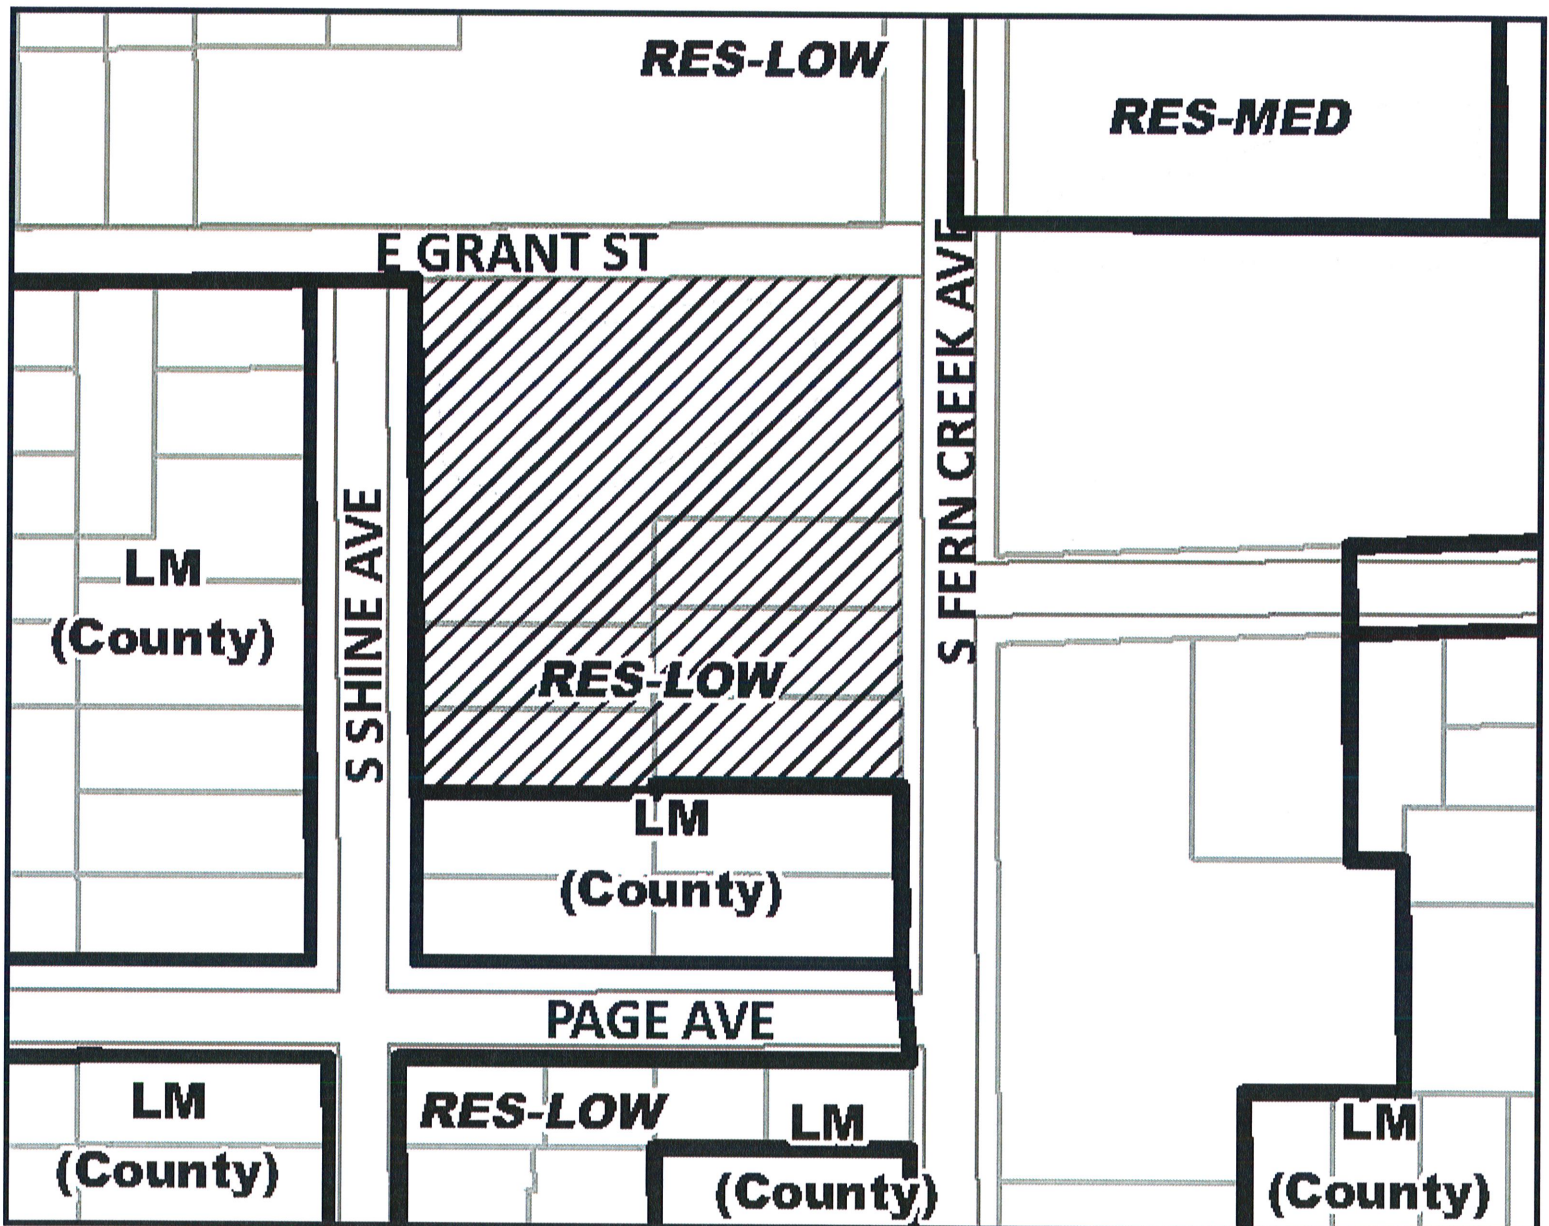 RES-LOW
RES-MED
E GRANT ST
S FERN CREEK AVE
S SHINE AVE
LM
(County)
RES-LOW
LM
(County)
PAGE AVE
LM
(County)
RES-LOW
LM
(County)
LM
(County)